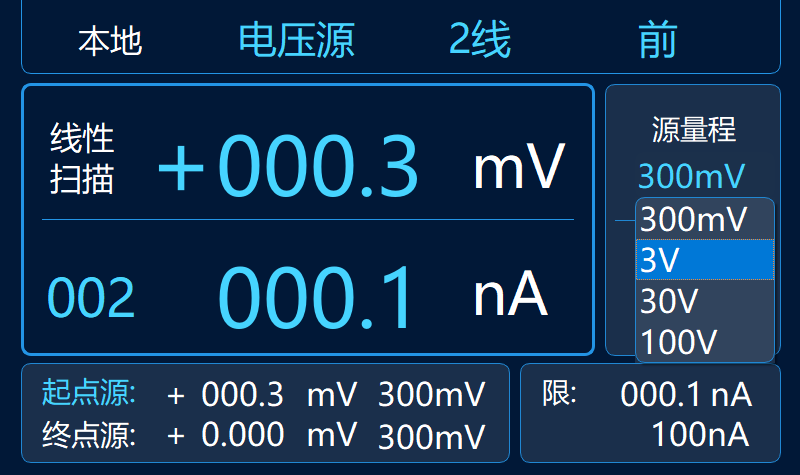 本地 电压源 2线 前
线性
扫描 +000.3 mV
002 000.1 nA
源量程
300mV
300mV
3V
30V
100V
起点源: + 000.3 mV 300mV
终点源: + 0.000 mV 300mV
限: 000.1 nA
100nA